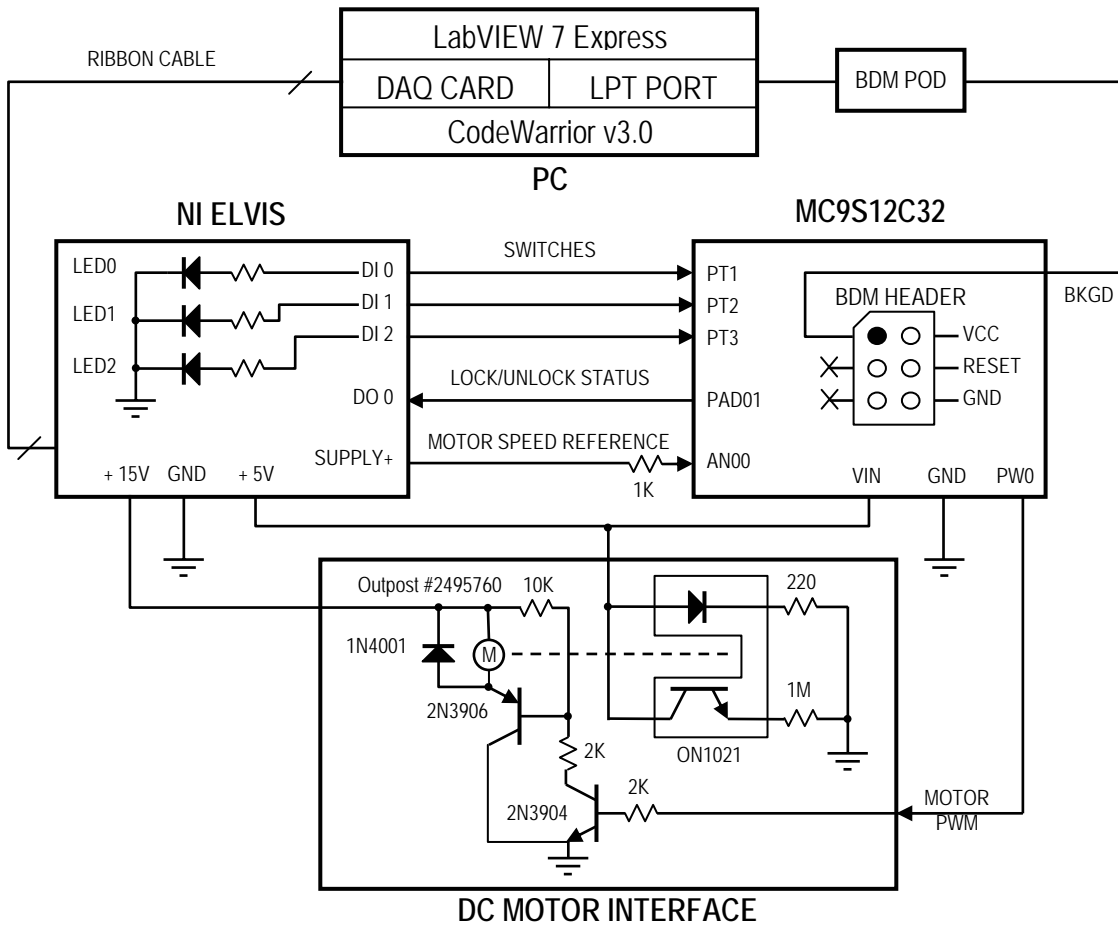 LabVIEW 7 Express
RIBBON CABLE
DAQ CARD
LPT PORT
BDM POD
CodeWarrior v3.0
PC
NI ELVIS
MC9S12C32
SWITCHES
LED0
DI 0
PT1
BKGD
DI 1
BDM HEADER
LED1
PT2
DI 2
VCC
PT3
LED2
RESET
LOCK/UNLOCK STATUS
DO 0
PAD01
GND
MOTOR SPEED REFERENCE
SUPPLY+
AN00
+ 15V
GND
+ 5V
1K
VIN
GND
PW0
Outpost #2495760
10K
220
1N4001
M
1M
2N3906
2K
ON1021
2K
2N3904
MOTOR
PWM
DC MOTOR INTERFACE